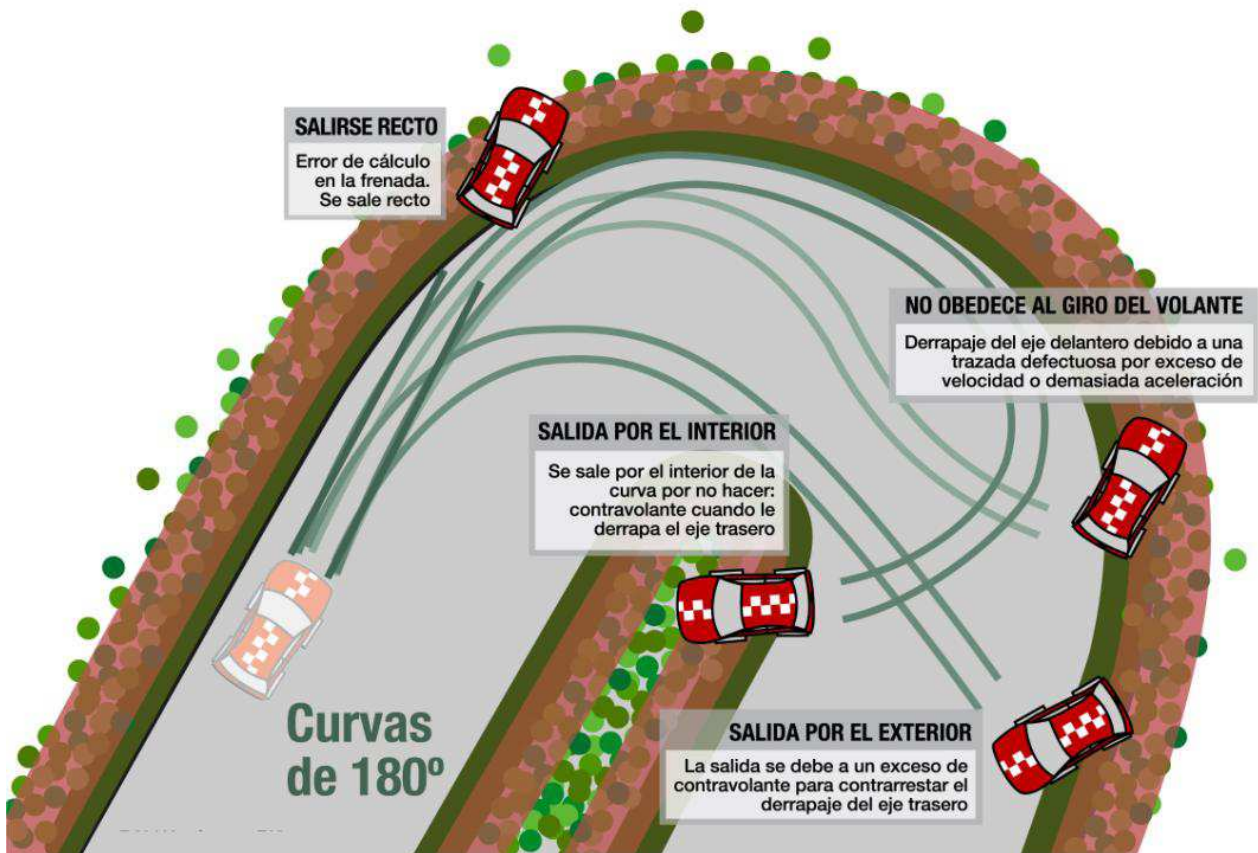 SALIRSE RECTO
Error de cálculo
en la frenada.
Se sale recto
NO OBEDECE AL GIRO DEL VOLANTE
Derrapaje del eje delantero debido a una
trazada defectuosa por exceso de
velocidad o demasiada aceleración
SALIDA POR EL INTERIOR
Se sale por el interior de la
curva por no hacer:
contravolante cuando le
derrapa el eje trasero
Curvas
de 180º
SALIDA POR EL EXTERIOR
La salida se debe a un exceso de
contravolante para contrarrestar el
derrapaje del eje trasero